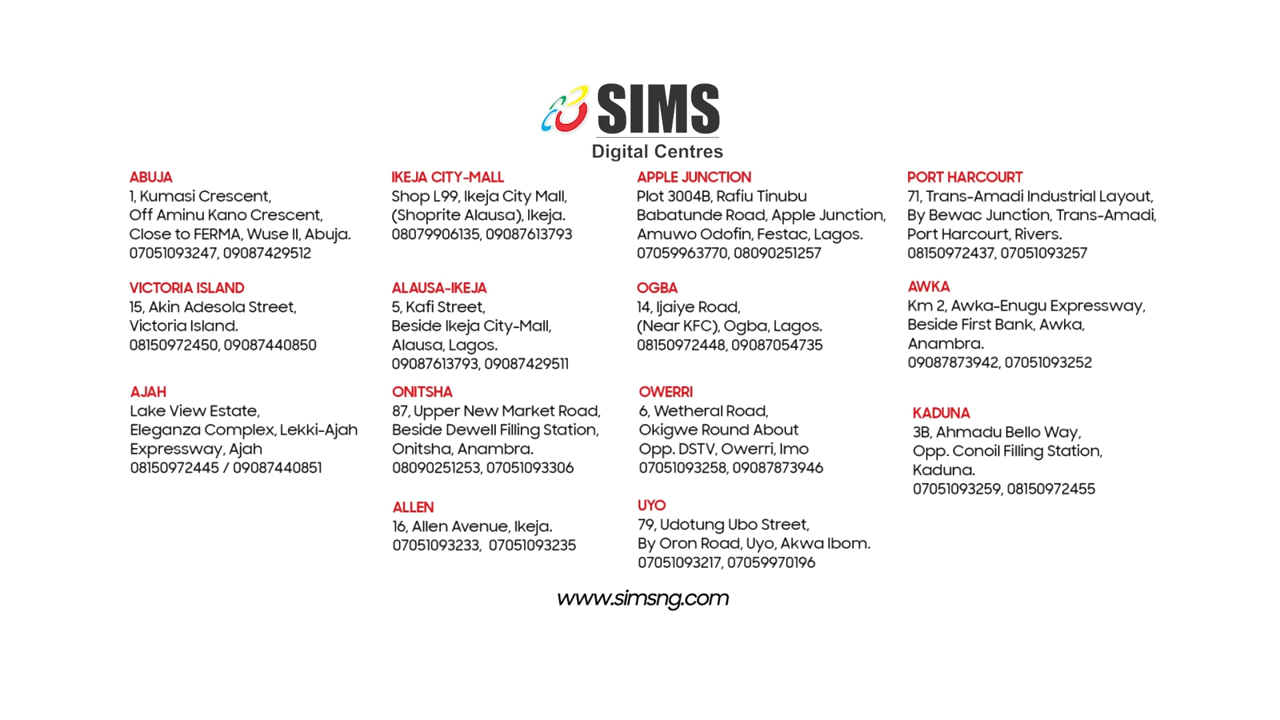 SIMS
Digital Centres
ABUJA
1, Kumasi Crescent,
Off Aminu Kano Crescent,
Close to FERMA, Wuse II, Abuja.
07051093247, 09087429512
VICTORIA ISLAND
15, Akin Adesola Street,
Victoria Island.
08150972450, 09087440850
AJAH
Lake View Estate,
Eleganza Complex, Lekki-Ajah
Expressway, Ajah
08150972445 / 09087440851
IKEJA CITY-MALL
Shop L99, Ikeja City Mall,
(Shoprite Alausa), Ikeja.
08079906135, 09087613793
ALAUSA-IKEJA
5, Kafi Street,
Beside Ikeja City-Mall,
Alausa, Lagos.
09087613793, 09087429511
ONITSHA
87, Upper New Market Road,
Beside Dewell Filling Station,
Onitsha, Anambra.
08090251253, 07051093306
ALLEN
16, Allen Avenue, Ikeja.
07051093233, 07051093235
APPLE JUNCTION
Plot 3004B, Rafiu Tinubu
Babatunde Road, Apple Junction,
Amuwo Odofin, Festac, Lagos.
07059963770, 08090251257
OGBA
14, Ijaiye Road,
(Near KFC), Ogba, Lagos.
08150972448, 09087054735
OWERRI
6, Wetheral Road,
Okigwe Round About
Opp. DSTV, Owerri, Imo
07051093258, 09087873946
UYO
79, Udotung Ubo Street,
By Oron Road, Uyo, Akwa Ibom.
07051093217, 07059970196
PORT HARCOURT
71, Trans-Amadi Industrial Layout,
By Bewac Junction, Trans-Amadi,
Port Harcourt, Rivers.
08150972437, 07051093257
AWKA
Km 2, Awka-Enugu Expressway,
Beside First Bank, Awka,
Anambra.
09087873942, 07051093252
KADUNA
3B, Ahmadu Bello Way,
Opp. Conoil Filling Station,
Kaduna.
07051093259, 08150972455
www.simsng.com